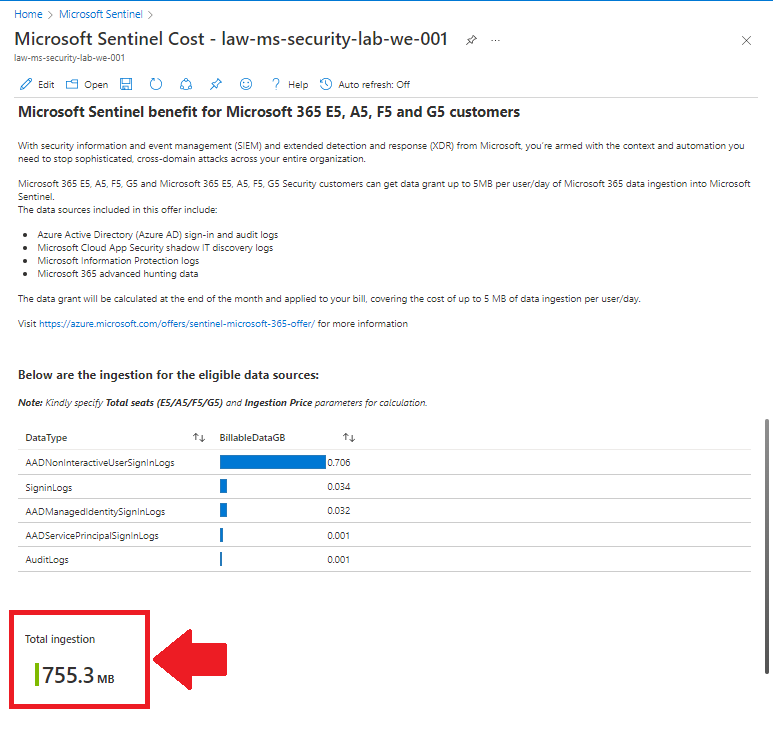 Home > Microsoft Sentinel >
Microsoft Sentinel Cost - law-ms-security-lab-we-001 ...
law-ms-security-lab-we-001
Edit Open Help Auto refresh: Off
Microsoft Sentinel benefit for Microsoft 365 E5, A5, F5 and G5 customers
With security information and event management (SIEM) and extended detection and response (XDR) from Microsoft, you're armed with the context and automation you
need to stop sophisticated, cross-domain attacks across your entire organization.
Microsoft 365 E5, A5, F5, G5 and Microsoft 365 E5, A5, F5, G5 Security customers can get data grant up to 5MB per user/day of Microsoft 365 data ingestion into Microsoft
Sentinel.
The data sources included in this offer include:
• Azure Active Directory (Azure AD) sign-in and audit logs
• Microsoft Cloud App Security shadow IT discovery logs
• Microsoft Information Protection logs
• Microsoft 365 advanced hunting data
The data grant will be calculated at the end of the month and applied to your bill, covering the cost of up to 5 MB of data ingestion per user/day.
Visit https://azure.microsoft.com/offers/sentinel-microsoft-365-offer/ for more information
Below are the ingestion for the eligible data sources:
Note: Kindly specify Total seats (E5/A5/F5/G5) and Ingestion Price parameters for calculation.
DataType BillableDataGB
AADNonInteractiveUserSignInLogs 0.706
SigninLogs 0.034
AADManagedIdentitySignInLogs 0.032
AADServicePrincipalSignInLogs 0.001
AuditLogs 0.001
Total ingestion
755.3 MB